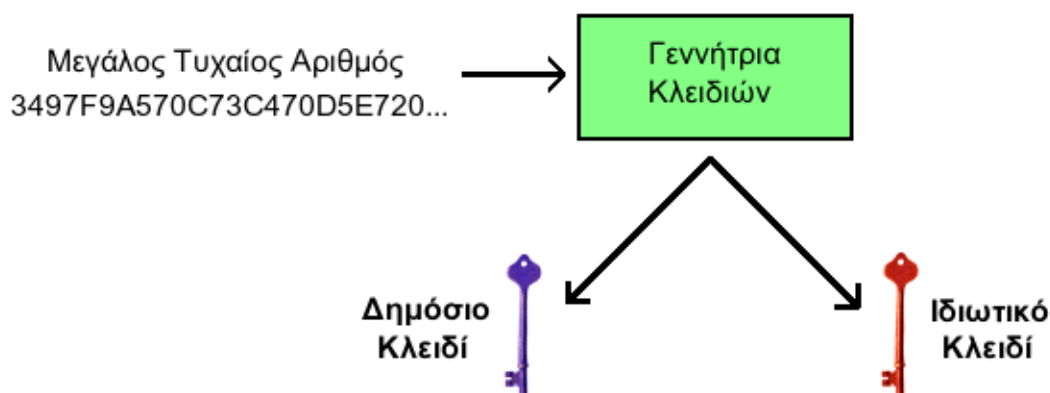 Μεγάλος Τυχαίος Αριθμός
3497F9A570C73C470D5E720...
Γεννήτρια
Κλειδιών
Δημόσιο
Κλειδί
Ιδιωτικό
Κλειδί